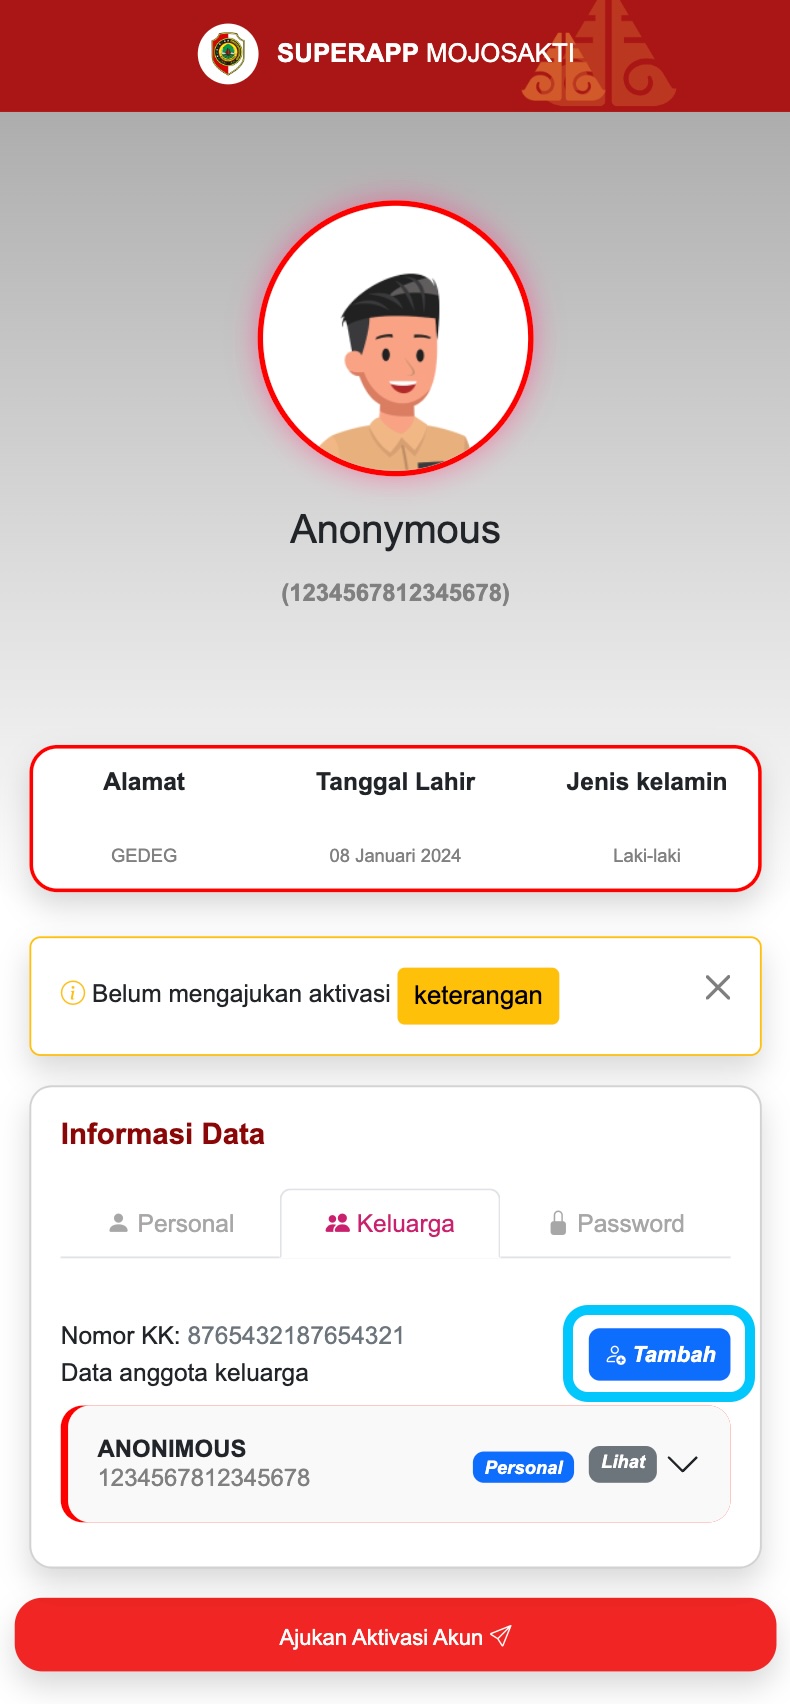 SUPERAPP MOJOSAKTI
Anonymous
(1234567812345678)
Alamat Tanggal Lahir Jenis kelamin
GEDEG 08 Januari 2024 Laki-laki
Belum mengajukan aktivasi keterangan
Informasi Data
Personal Keluarga Password
Nomor KK: 8765432187654321
Data anggota keluarga
Tambah
ANONIMOUS
1234567812345678
Personal Lihat
Ajukan Aktivasi Akun